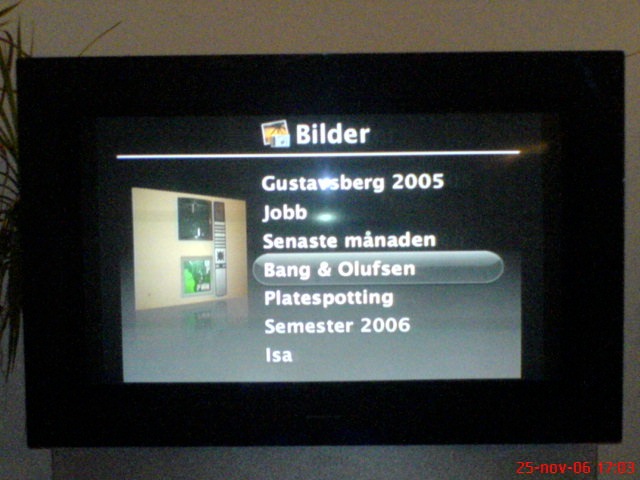 Bilder
Gustavsberg 2005
Jobb
Senaste månaden
Bang & Olufsen
Platespotting
Semester 2006
Isa
25-nov-06 17:03